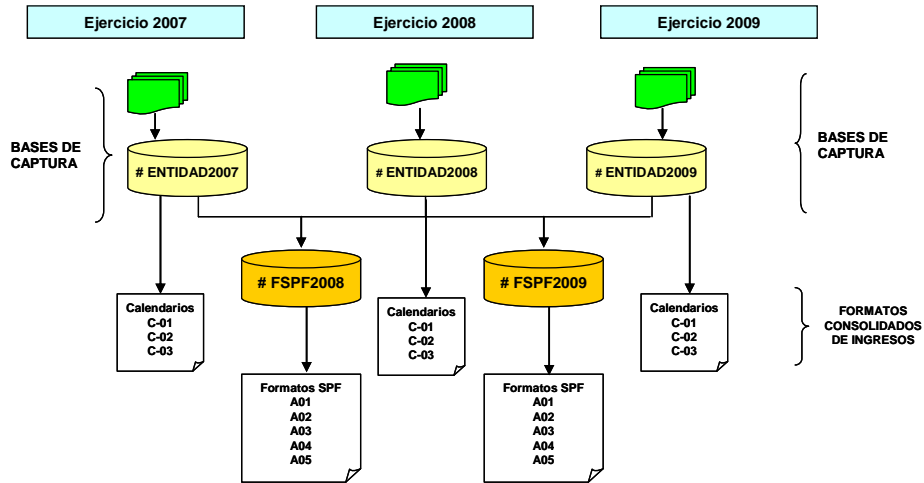 Ejercicio 2007
Ejercicio 2008
Ejercicio 2009
BASES DE
CAPTURA
# ENTIDAD2007
# ENTIDAD2008
# ENTIDAD2009
BASES DE
CAPTURA
# FSPF2008
# FSPF2009
Calendarios
C-01
C-02
C-03
Calendarios
C-01
C-02
C-03
Calendarios
C-01
C-02
C-03
FORMATOS
CONSOLIDADOS
DE INGRESOS
Formatos SPF
A01
A02
A03
A04
A05
Formatos SPF
A01
A02
A03
A04
A05